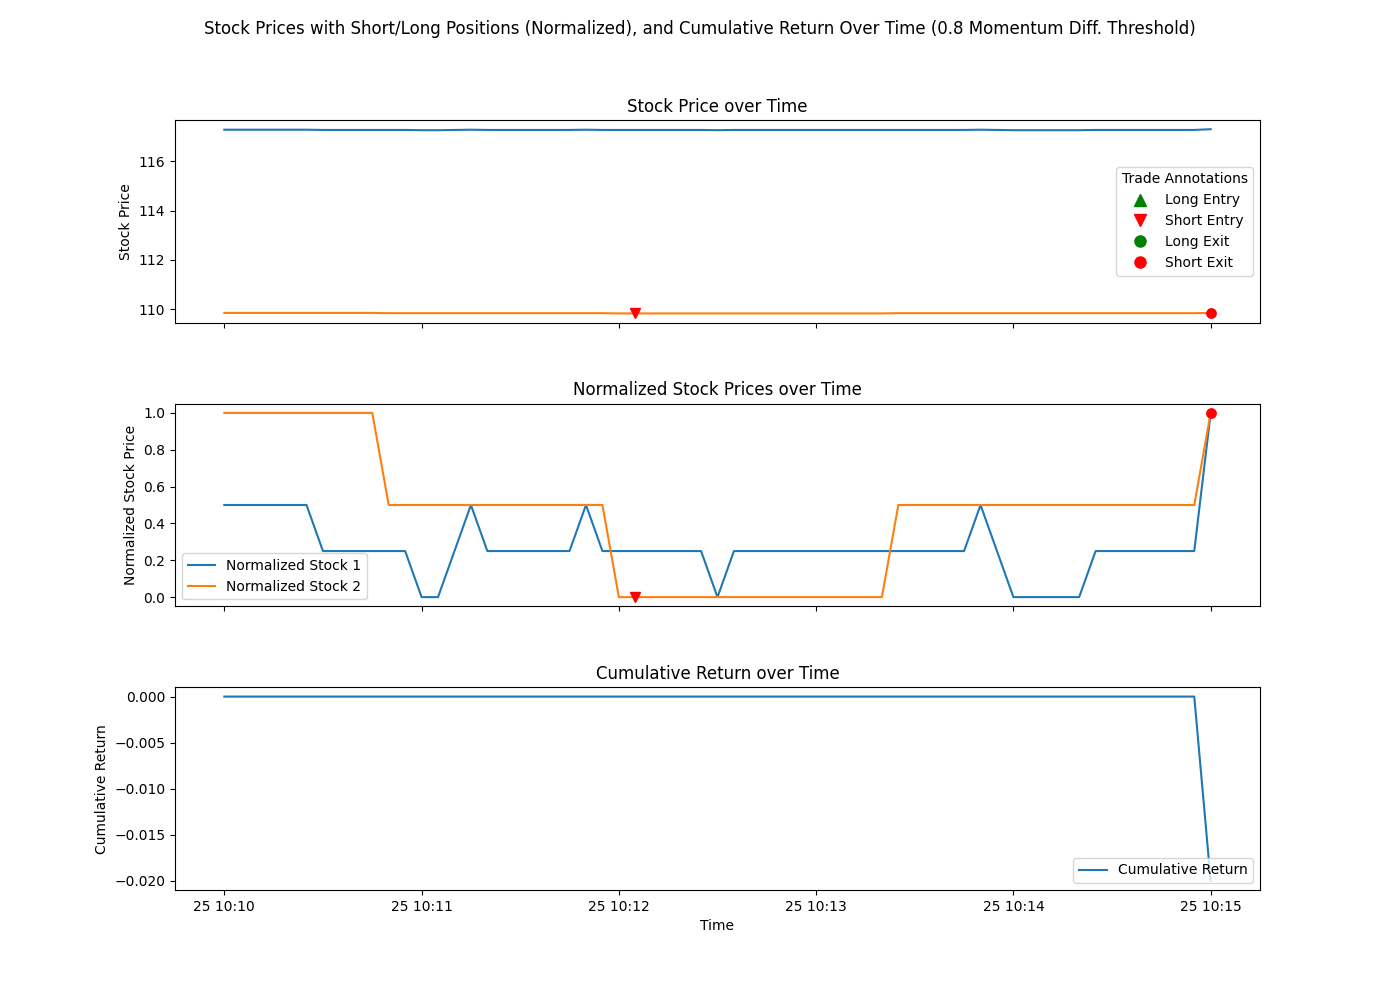 Stock Prices with Short/Long Positions (Normalized), and Cumulative Return Over Time (0.8 Momentum Diff. Threshold)
Stock Price over Time
Stock Price
116
114
112
110
Trade Annotations
Long Entry
Short Entry
Long Exit
Short Exit
Normalized Stock Prices over Time
Normalized Stock Price
1.0
0.8
0.6
0.4
0.2
0.0
Normalized Stock 1
Normalized Stock 2
Cumulative Return over Time
Cumulative Return
0.000
−0.005
−0.010
−0.015
−0.020
Cumulative Return
25 10:10
25 10:11
25 10:12
25 10:13
25 10:14
25 10:15
Time